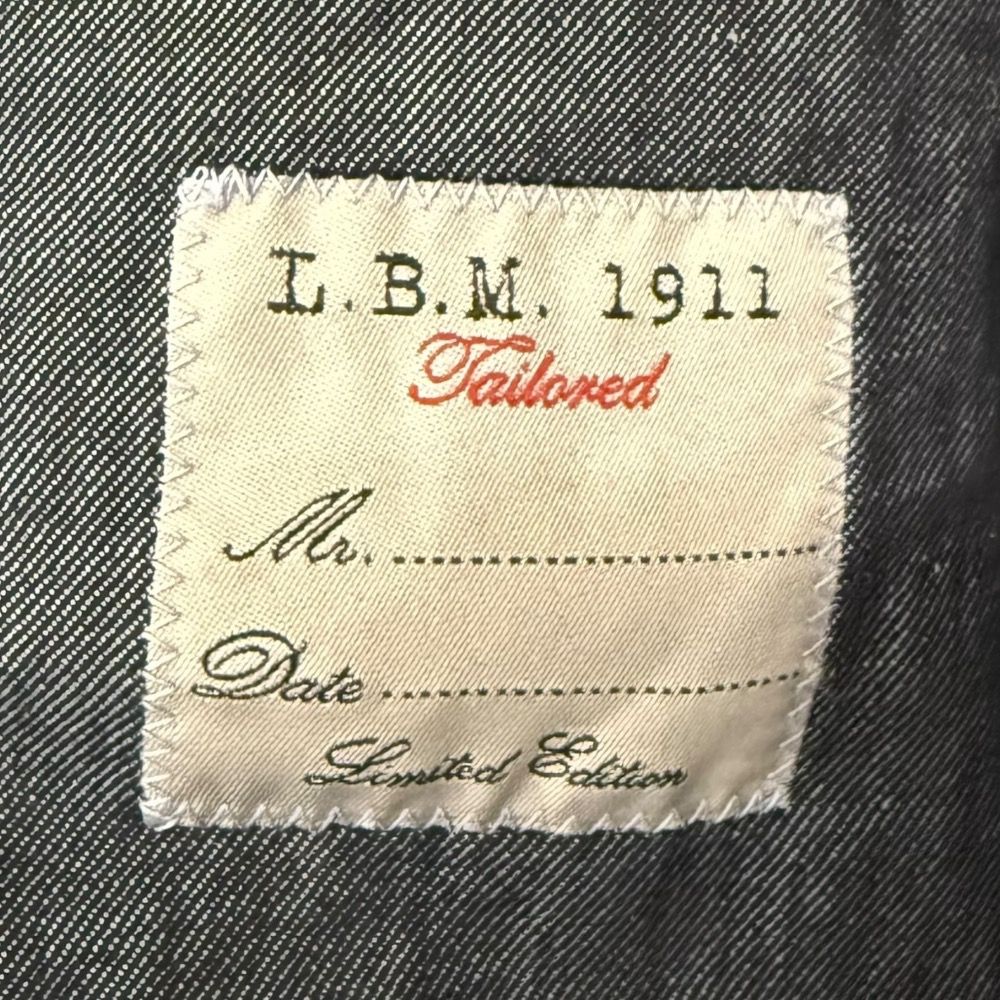 L.B.M. 1911
Tailored
Mr. ........................................
Date ........................................
Limited Edition